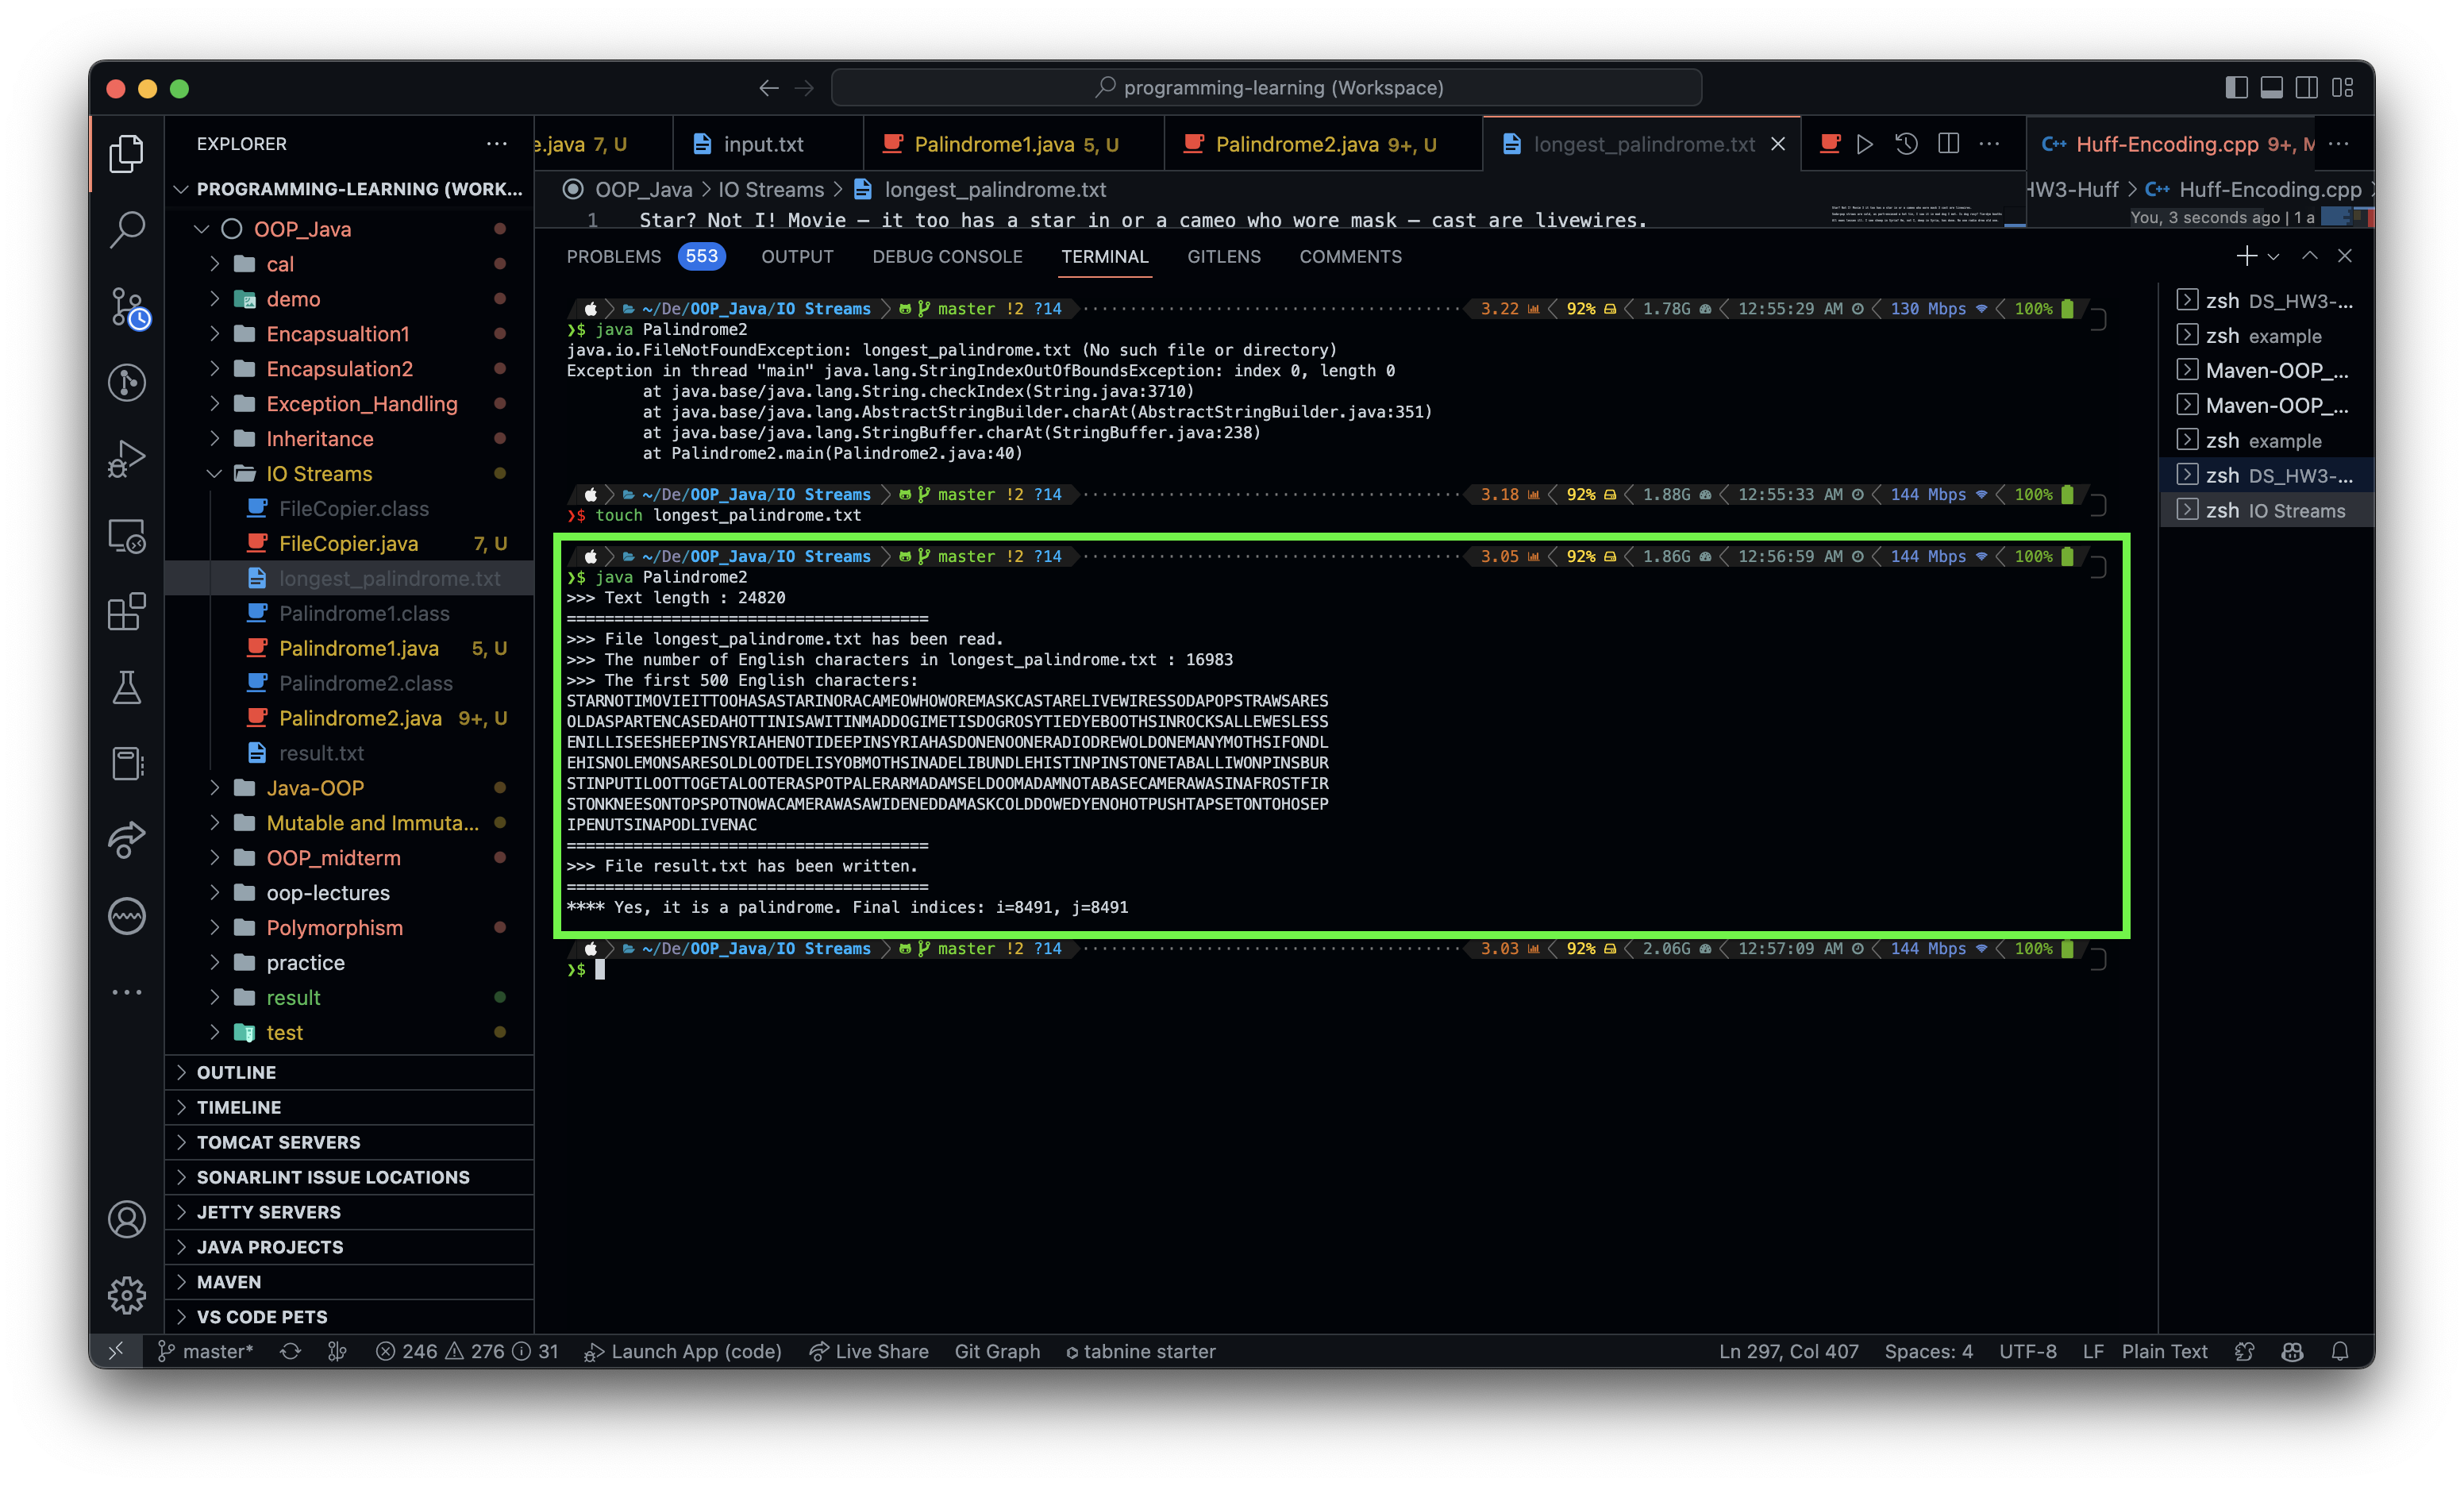 programming-learning (Workspace)
EXPLORER
e.java 7, U
input.txt
Palindrome1.java 5, U
Palindrome2.java 9+, U
longest_palindrome.txt
Huff-Encoding.cpp 9+, M
PROGRAMMING-LEARNING (WORK...
OOP_Java > IO Streams > longest_palindrome.txt
HW3-Huff > Huff-Encoding.cpp
You, 3 seconds ago | 1 a
1 Star? Not I! Movie – it too has a star in or a cameo who wore mask – cast are livewires.
OOP_Java
cal
demo
Encapsualtion1
Encapsulation2
Exception_Handling
Inheritance
IO Streams
FileCopier.class
FileCopier.java 7, U
longest_palindrome.txt
Palindrome1.class
Palindrome1.java 5, U
Palindrome2.class
Palindrome2.java 9+, U
result.txt
Java-OOP
Mutable and Immuta...
OOP_midterm
oop-lectures
Polymorphism
practice
result
test
OUTLINE
TIMELINE
TOMCAT SERVERS
SONARLINT ISSUE LOCATIONS
JETTY SERVERS
JAVA PROJECTS
MAVEN
VS CODE PETS
PROBLEMS 553 OUTPUT DEBUG CONSOLE TERMINAL GITLENS COMMENTS
~/De/OOP_Java/IO Streams master !2 ?14 3.22 92% 1.78G 12:55:29 AM 130 Mbps 100%
❯$ java Palindrome2
java.io.FileNotFoundException: longest_palindrome.txt (No such file or directory)
Exception in thread "main" java.lang.StringIndexOutOfBoundsException: index 0, length 0
at java.base/java.lang.String.checkIndex(String.java:3710)
at java.base/java.lang.AbstractStringBuilder.charAt(AbstractStringBuilder.java:351)
at java.base/java.lang.StringBuffer.charAt(StringBuffer.java:238)
at Palindrome2.main(Palindrome2.java:40)
~/De/OOP_Java/IO Streams master !2 ?14 3.18 92% 1.88G 12:55:33 AM 144 Mbps 100%
❯$ touch longest_palindrome.txt
~/De/OOP_Java/IO Streams master !2 ?14 3.05 92% 1.86G 12:56:59 AM 144 Mbps 100%
❯$ java Palindrome2
>>> Text length : 24820
======================================
>>> File longest_palindrome.txt has been read.
>>> The number of English characters in longest_palindrome.txt : 16983
>>> The first 500 English characters:
STARNOTIMOVIEITTOOHASASTARINORACAMEOWHOWOREMASKCASTARELIVEWIRESSODAPOPSTRAWSARES
OLDASPARTENCASEDAHOTTINISAWITINMADDOGIMETISDOGROSYTIEDYEBOOTHSINROCKSALLEWESLESS
ENILLISEESHEEPINSYRIAHENOTIDEEPINSYRIAHASDONENOONERADIODREWOLDONEMANYMOTHSIFONDL
EHISNOLEMONSARESOLDLOOTDELISYOBMOTHSINADELIBUNDLEHISTINPINSTONETABALLIWONPINSBUR
STINPUTILOOTTOGETALOOTERASPOTPALERARMADAMSELDOOMADAMNOTABASECAMERAWASINAFROSTFIR
STONKNEESONTOPSPOTNOWACAMERAWASAWIDENEDDAMASKCOLDDOWEDYENOHOTPUSHTAPSETONTOHOSEP
IPENUTSINAPODLIVENAC
======================================
>>> File result.txt has been written.
======================================
**** Yes, it is a palindrome. Final indices: i=8491, j=8491
~/De/OOP_Java/IO Streams master !2 ?14 3.03 92% 2.06G 12:57:09 AM 144 Mbps 100%
❯$
zsh DS_HW3-...
zsh example
Maven-OOP_...
Maven-OOP_...
zsh example
zsh DS_HW3-...
zsh IO Streams
master* 246 276 31 Launch App (code) Live Share Git Graph tabnine starter Ln 297, Col 407 Spaces: 4 UTF-8 LF Plain Text